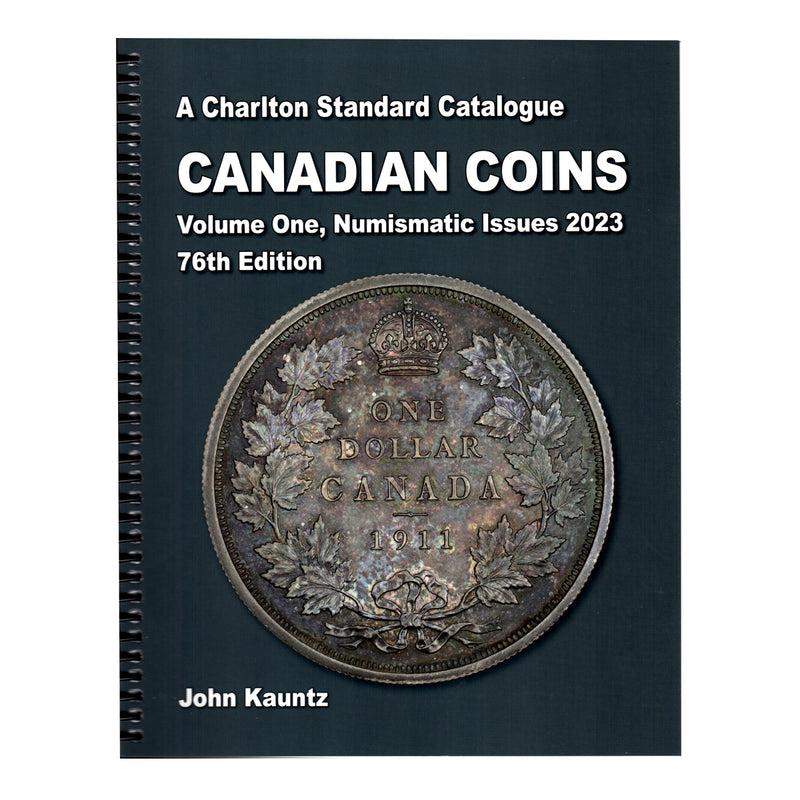 A Charlton Standard Catalogue
CANADIAN COINS
Volume One, Numismatic Issues 2023
76th Edition
ONE
DOLLAR
CANADA
1911
John Kauntz